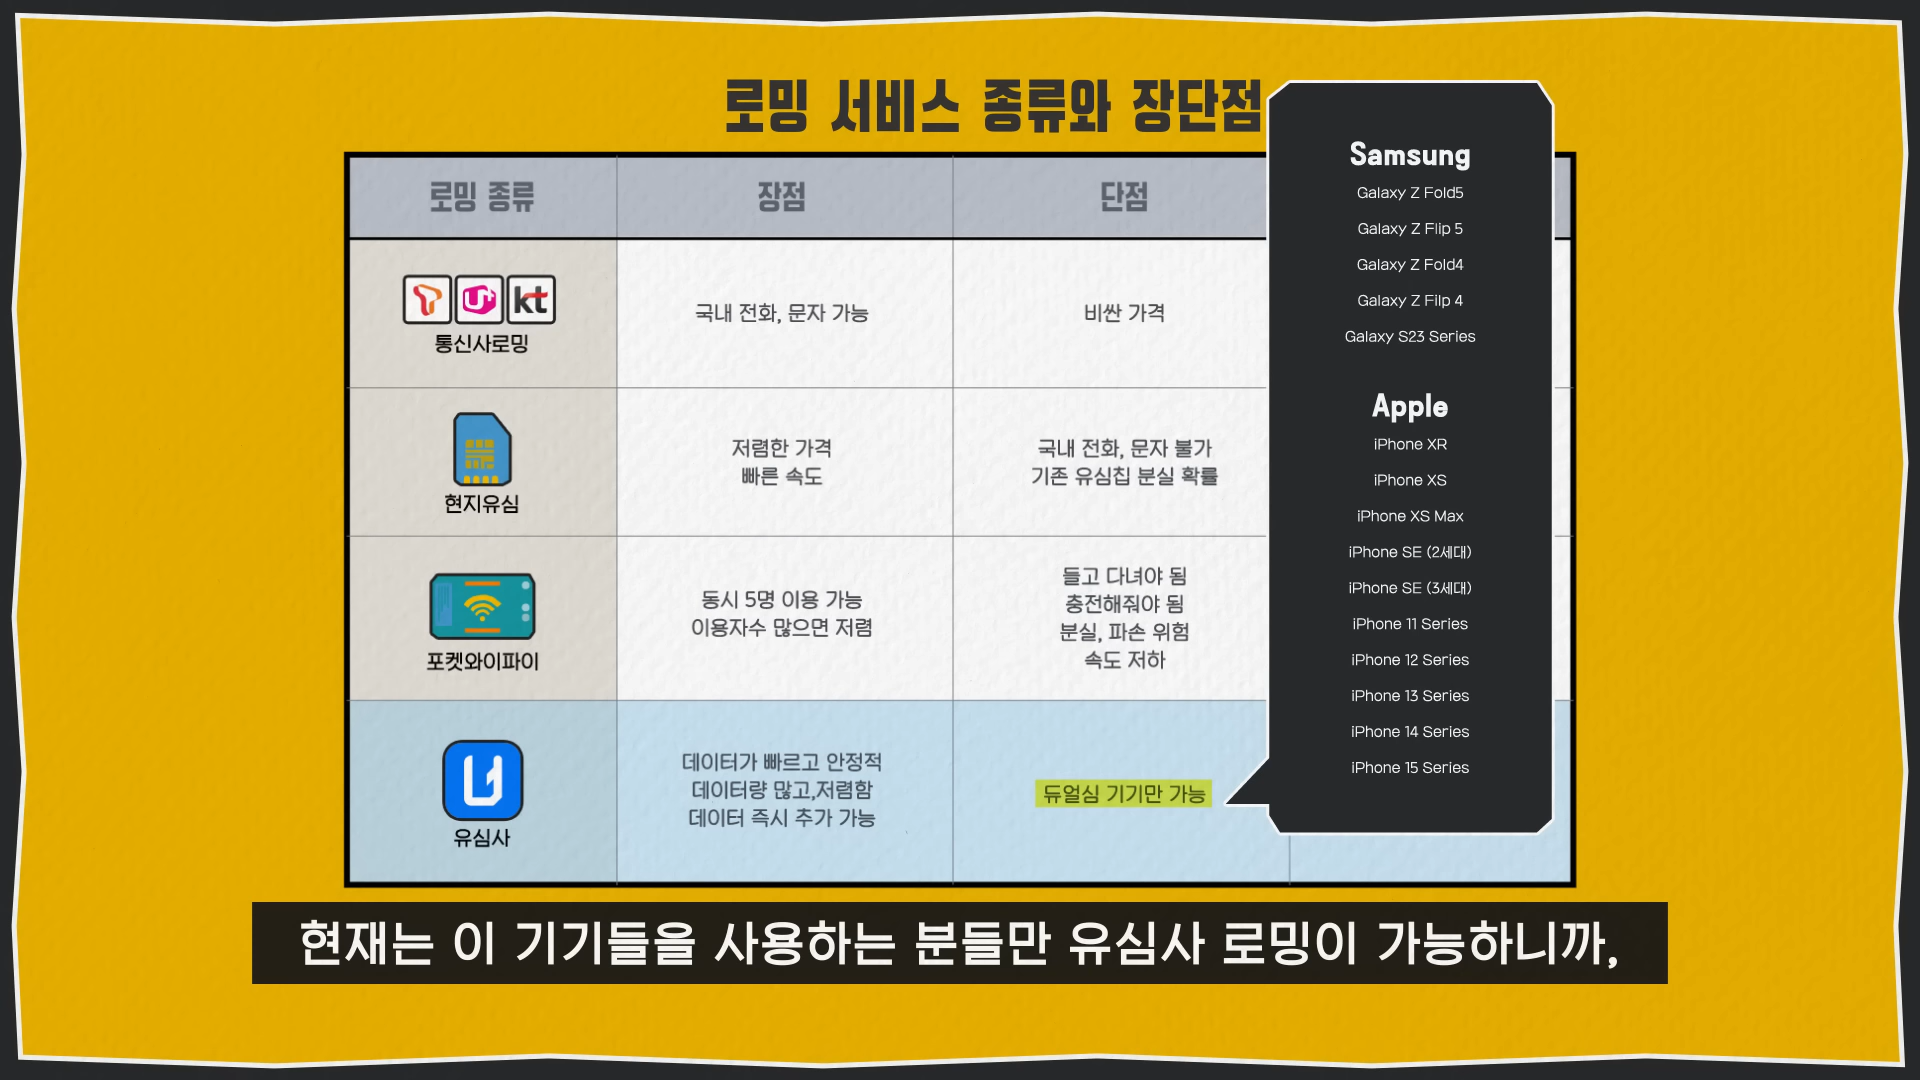 로밍 서비스 종류와 장단점
로밍 종류
장점
단점
T U+ kt
통신사로밍
국내 전화, 문자 가능
비싼 가격
현지유심
저렴한 가격
빠른 속도
국내 전화, 문자 불가
기존 유심칩 분실 확률
포켓와이파이
동시 5명 이용 가능
이용자수 많으면 저렴
들고 다녀야 됨
충전해줘야 됨
분실, 파손 위험
속도 저하
유심사
데이터가 빠르고 안정적
데이터량 많고,저렴함
데이터 즉시 추가 가능
듀얼심 기기만 가능
Samsung
Galaxy Z Fold5
Galaxy Z Flip 5
Galaxy Z Fold4
Galaxy Z Filp 4
Galaxy S23 Series
Apple
iPhone XR
iPhone XS
iPhone XS Max
iPhone SE (2세대)
iPhone SE (3세대)
iPhone 11 Series
iPhone 12 Series
iPhone 13 Series
iPhone 14 Series
iPhone 15 Series
현재는 이 기기들을 사용하는 분들만 유심사 로밍이 가능하니까,